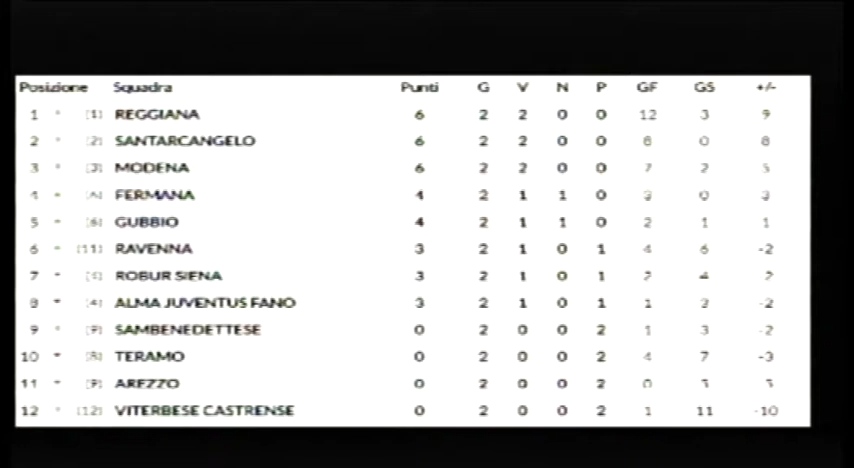 Posizione Squadra Punti G V N P GF GS +/-
1 (1) REGGIANA 6 2 2 0 0 12 3 9
2 (2) SANTARCANGELO 6 2 2 0 0 8 0 8
3 (3) MODENA 6 2 2 0 0 7 2 5
4 FERMANA 4 2 1 1 0 3 0 3
5 (6) GUBBIO 4 2 1 1 0 2 1 1
6 (11) RAVENNA 3 2 1 0 1 4 6 -2
7 ROBUR SIENA 3 2 1 0 1 2 4
8 (4) ALMA JUVENTUS FANO 3 2 1 0 1 1 3 -2
9 (9) SAMBENEDETTESE 0 2 0 0 2 1 3 -2
10 (8) TERAMO 0 2 0 0 2 4 7 -3
11 (9) AREZZO 0 2 0 0 2 0
12 (12) VITERBESE CASTRENSE 0 2 0 0 2 1 11 -10